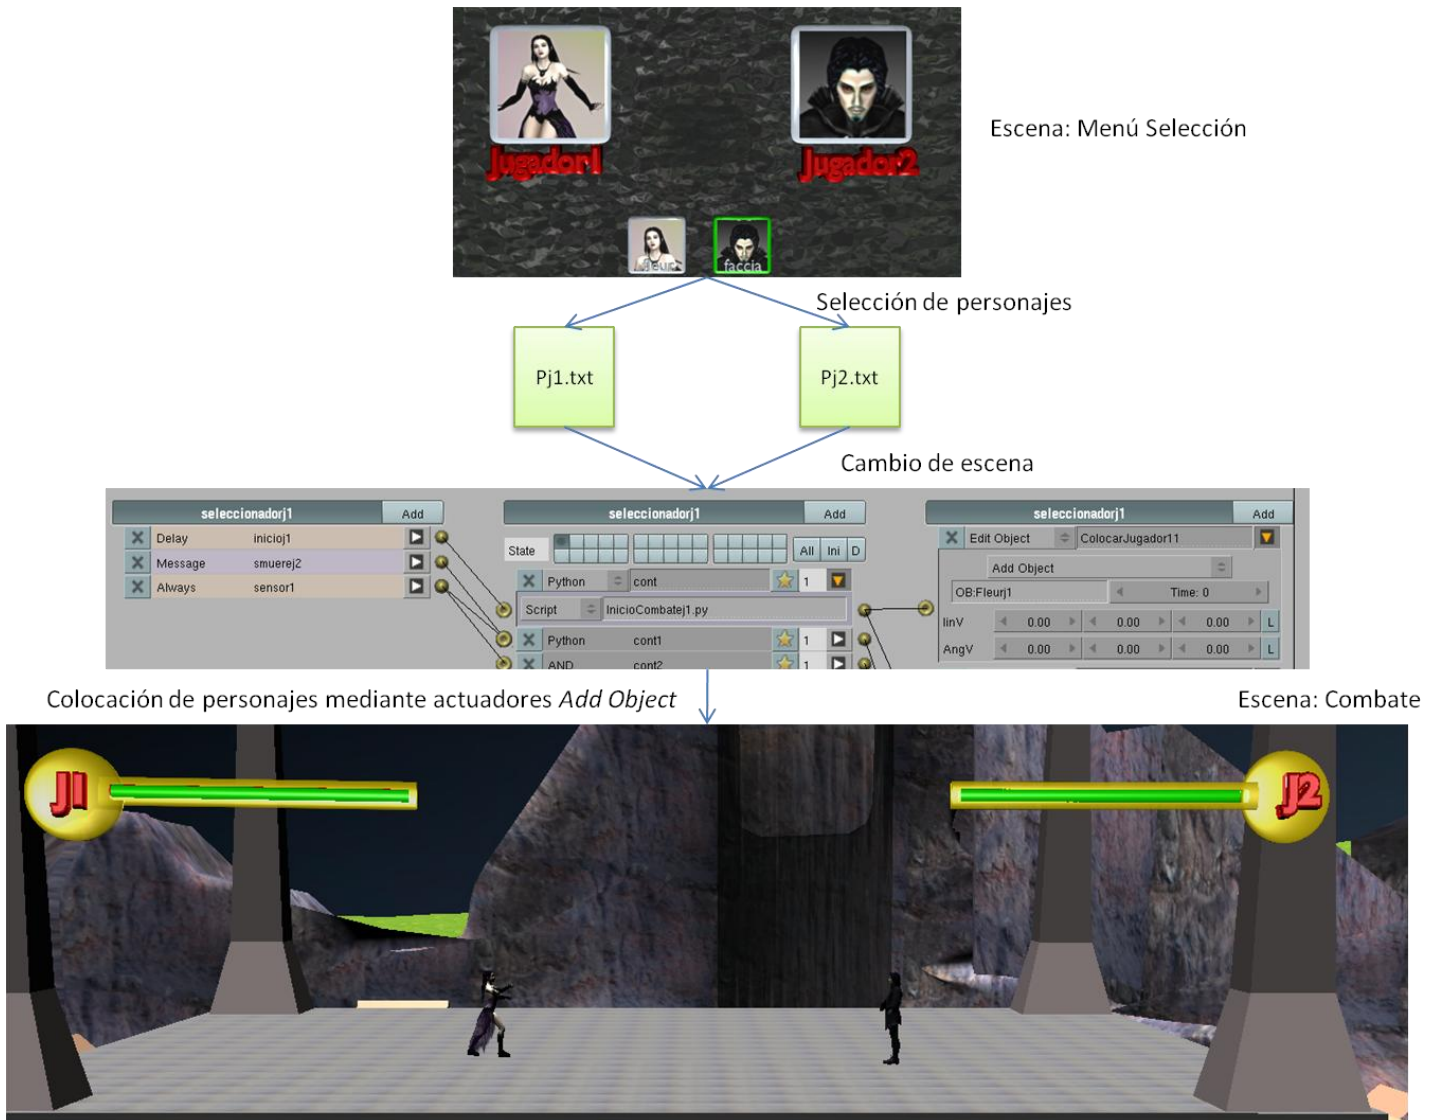 Escena: Menú Selección
Jugador1
Jugador2
fleur
faccia
Selección de personajes
Pj1.txt
Pj2.txt
Cambio de escena
seleccionadorj1 Add
Delay inicioj1
Message smuerej2
Always sensor1
seleccionadorj1 Add
State All Ini D
Python cont 1
Script InicioCombatej1.py
Python cont1 1
AND cont2 1
seleccionadorj1 Add
Edit Object ColocarJugador11
Add Object
OB:Fleurj1 Time: 0
linV 0.00 0.00 0.00 L
AngV 0.00 0.00 0.00 L
Colocación de personajes mediante actuadores Add Object
Escena: Combate
J1
J2